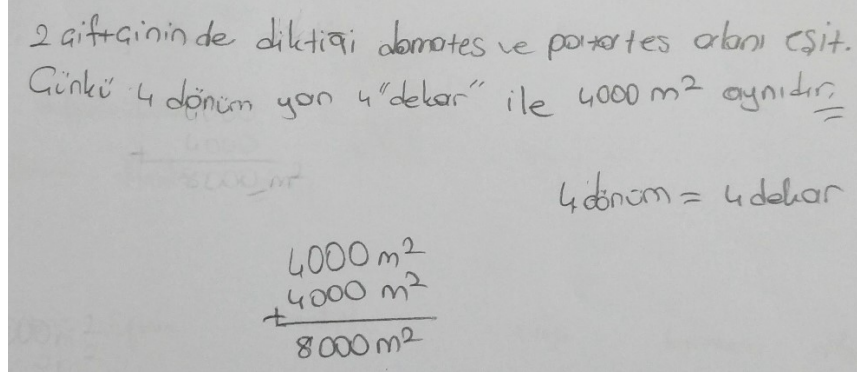 2 çiftçinin de diktiği domates ve patates alanı eşit.
Çünkü 4 dönüm yan 4 "dekar" ile 4000 m² aynıdır.
4 dönüm = 4 dekar
4000 m²
+ 4000 m²
8000 m²